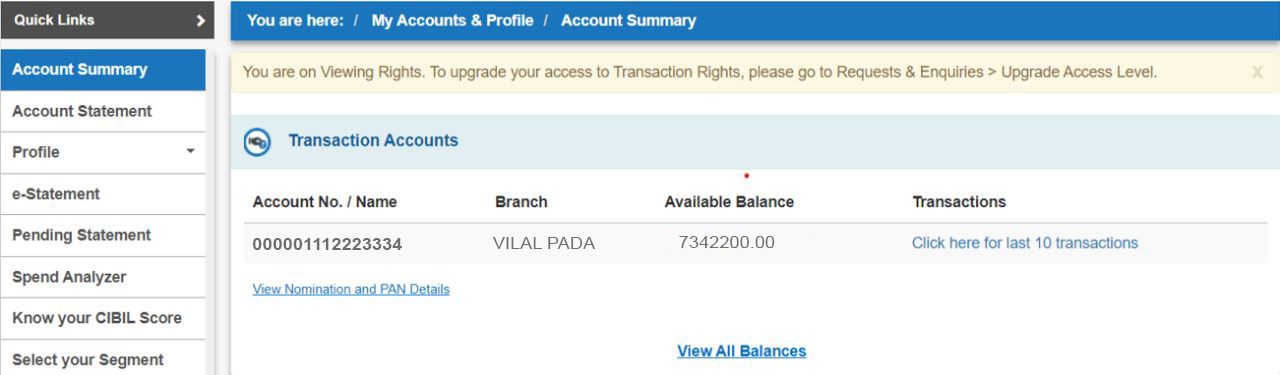 Quick Links
You are here: / My Accounts & Profile / Account Summary
Account Summary
Account Statement
Profile
e-Statement
Pending Statement
Spend Analyzer
Know your CIBIL Score
Select your Segment
You are on Viewing Rights. To upgrade your access to Transaction Rights, please go to Requests & Enquiries > Upgrade Access Level. X
Transaction Accounts
Account No. / Name Branch Available Balance Transactions
000001112223334 VILAL PADA 7342200.00 Click here for last 10 transactions
View Nomination and PAN Details
View All Balances